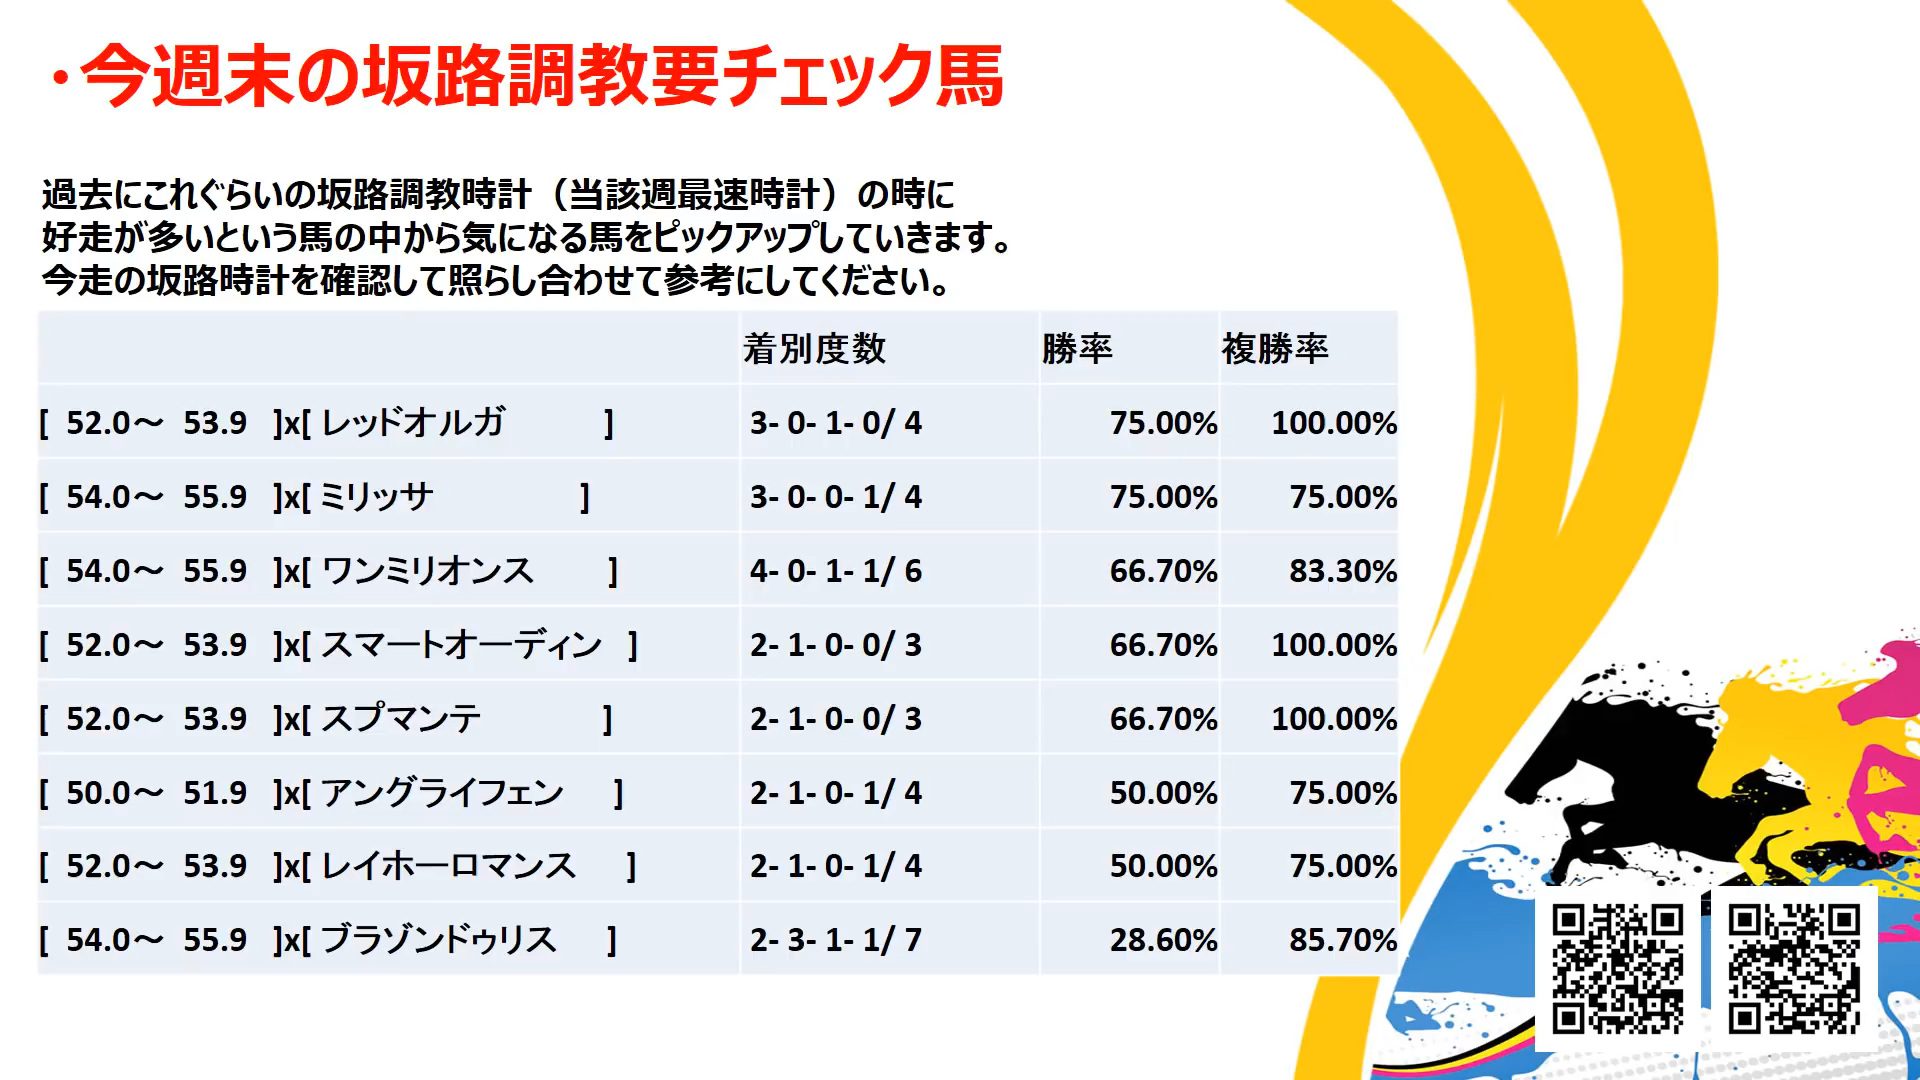 ・今週末の坂路調教要チェック馬
過去にこれぐらいの坂路調教時計（当該週最速時計）の時に
好走が多いという馬の中から気になる馬をピックアップしていきます。
今走の坂路時計を確認して照らし合わせて参考にしてください。
着別度数 勝率 複勝率
[ 52.0～ 53.9 ]x[ レッドオルガ ] 3- 0- 1- 0/ 4 75.00% 100.00%
[ 54.0～ 55.9 ]x[ ミリッサ ] 3- 0- 0- 1/ 4 75.00% 75.00%
[ 54.0～ 55.9 ]x[ ワンミリオンス ] 4- 0- 1- 1/ 6 66.70% 83.30%
[ 52.0～ 53.9 ]x[ スマートオーディン ] 2- 1- 0- 0/ 3 66.70% 100.00%
[ 52.0～ 53.9 ]x[ スプマンテ ] 2- 1- 0- 0/ 3 66.70% 100.00%
[ 50.0～ 51.9 ]x[ アングライフェン ] 2- 1- 0- 1/ 4 50.00% 75.00%
[ 52.0～ 53.9 ]x[ レイホーロマンス ] 2- 1- 0- 1/ 4 50.00% 75.00%
[ 54.0～ 55.9 ]x[ ブラゾンドゥリス ] 2- 3- 1- 1/ 7 28.60% 85.70%